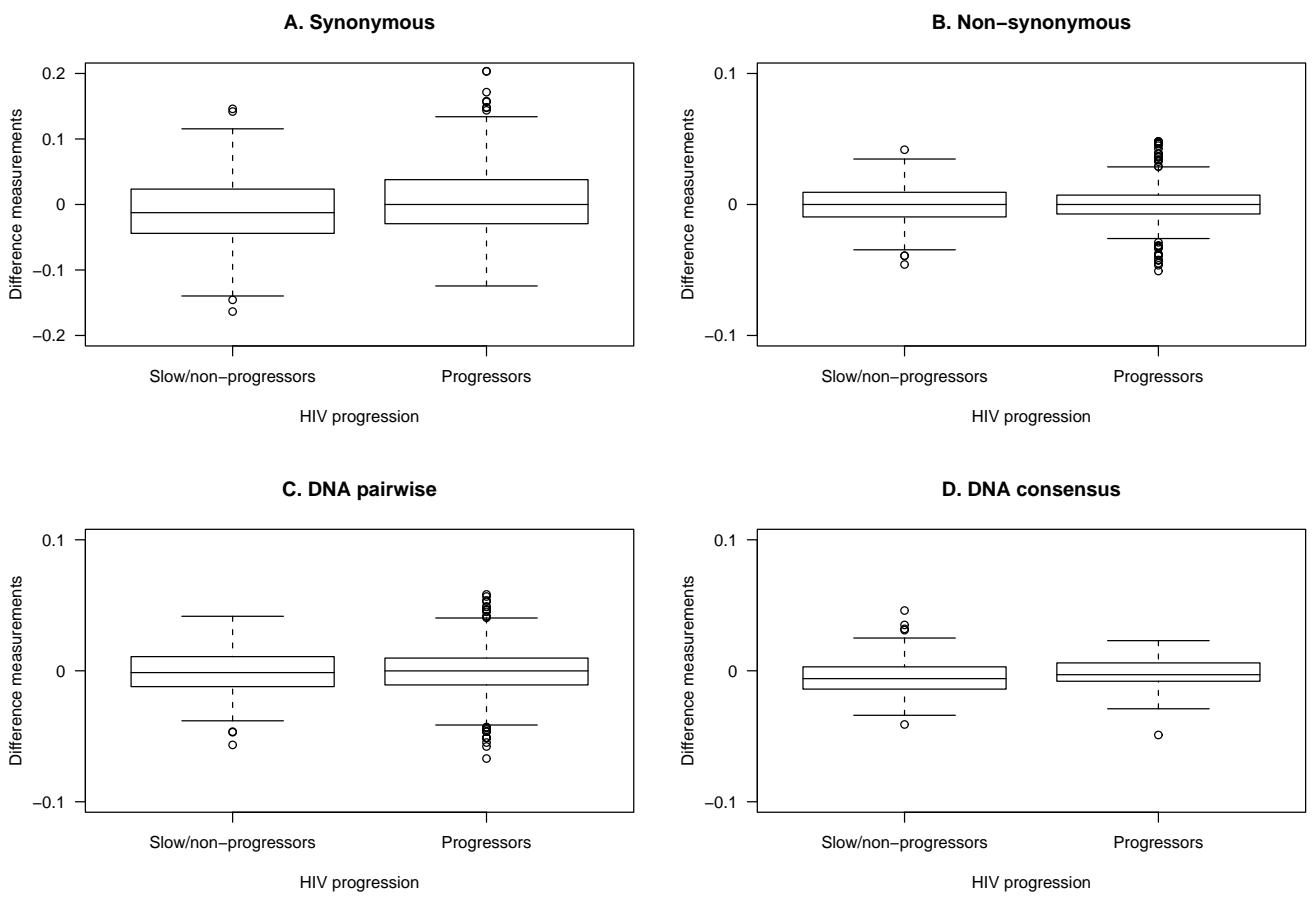 A. Synonymous
Difference measurements
0.2
0.1
0
−0.1
−0.2
Slow/non−progressors
Progressors
HIV progression
B. Non−synonymous
Difference measurements
0.1
0
−0.1
Slow/non−progressors
Progressors
HIV progression
C. DNA pairwise
Difference measurements
0.1
0
−0.1
Slow/non−progressors
Progressors
HIV progression
D. DNA consensus
Difference measurements
0.1
0
−0.1
Slow/non−progressors
Progressors
HIV progression